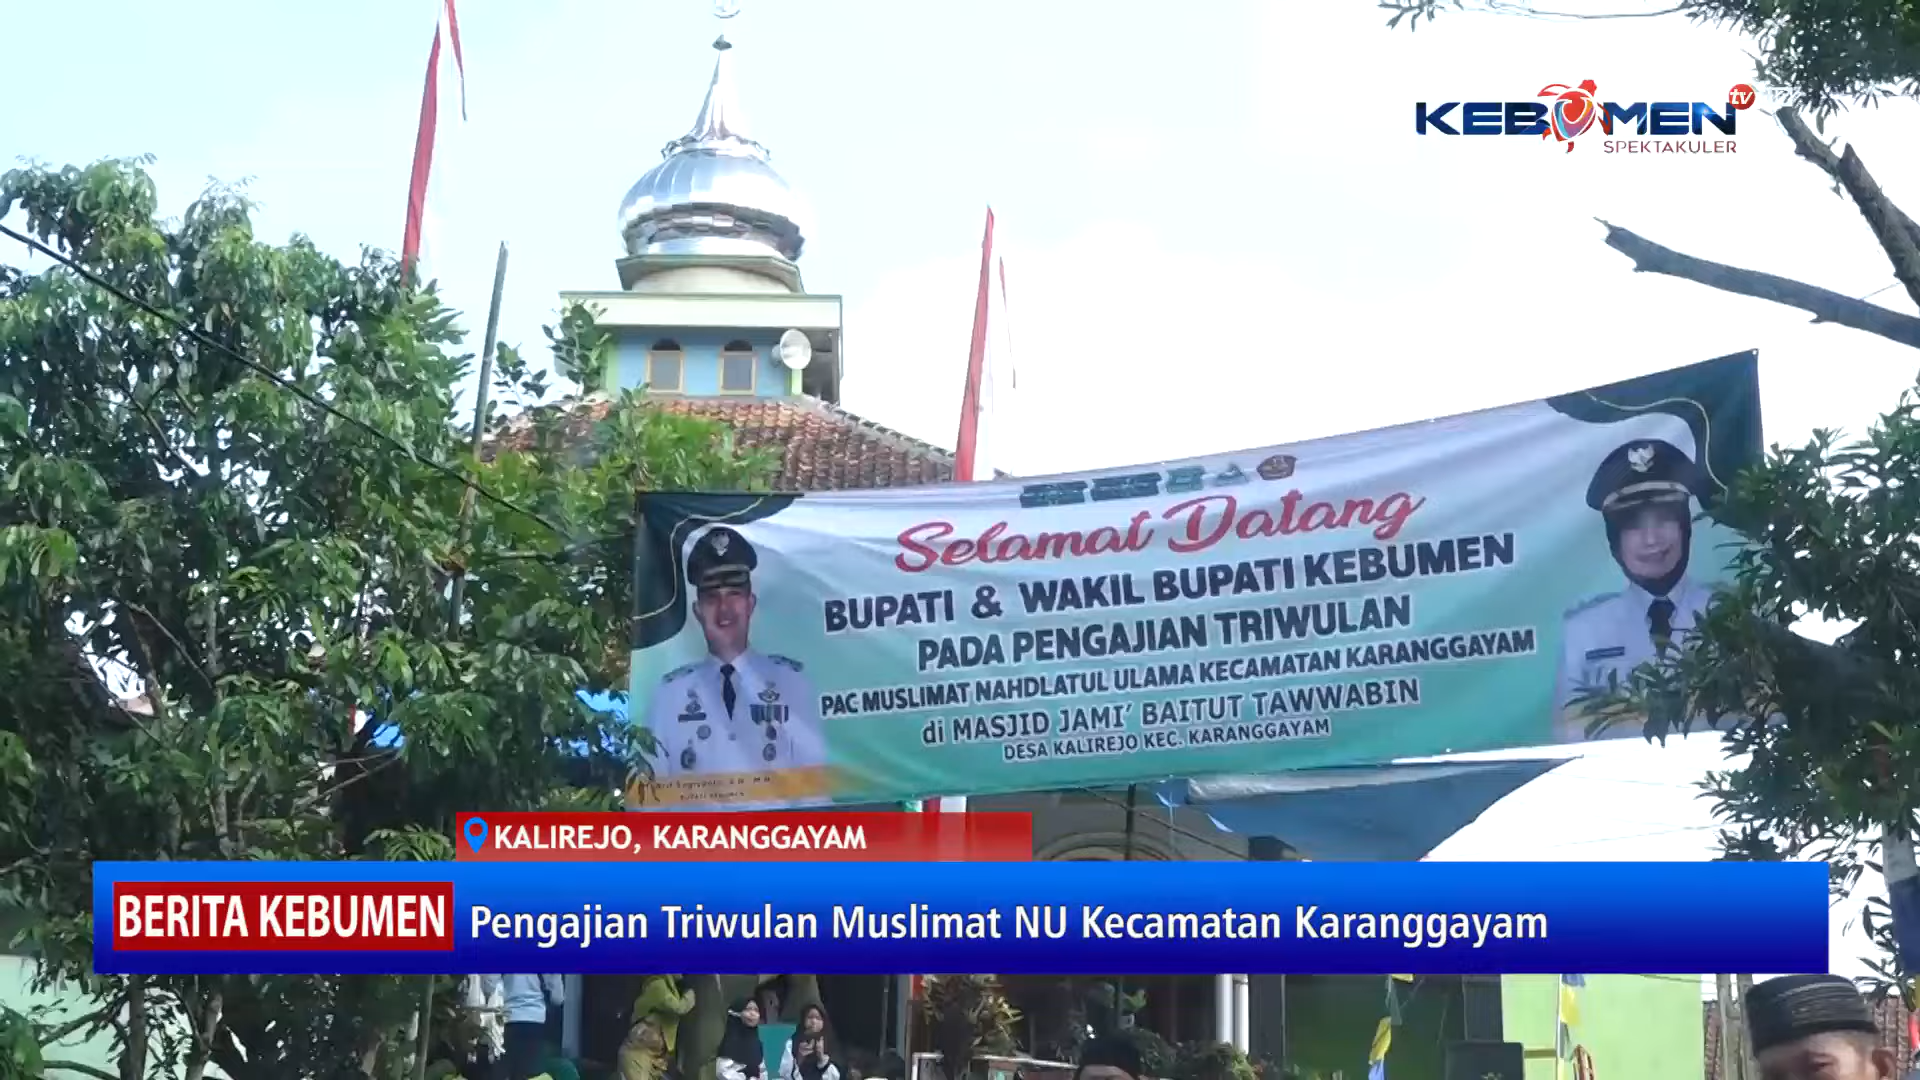 KEBUMEN tv
SPEKTAKULER
Selamat Datang
BUPATI & WAKIL BUPATI KEBUMEN
PADA PENGAJIAN TRIWULAN
PAC MUSLIMAT NAHDLATUL ULAMA KECAMATAN KARANGGAYAM
di MASJID JAMI' BAITUT TAWWABIN
DESA KALIREJO KEC. KARANGGAYAM
KALIREJO, KARANGGAYAM
BERITA KEBUMEN
Pengajian Triwulan Muslimat NU Kecamatan Karanggayam